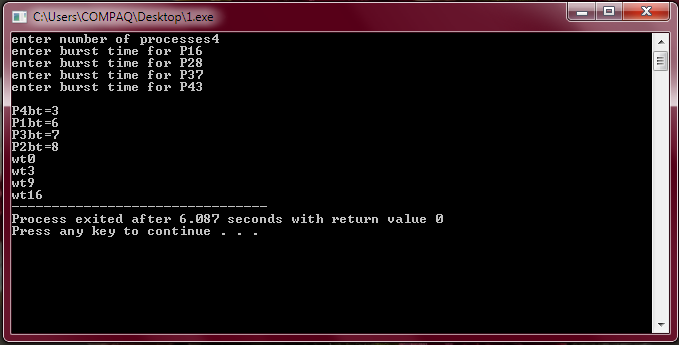 C:\Users\COMPAQ\Desktop\1.exe
enter number of processes4
enter burst time for P16
enter burst time for P28
enter burst time for P37
enter burst time for P43
P4bt=3
P1bt=6
P3bt=7
P2bt=8
wt0
wt3
wt9
wt16
--------------------------------
Process exited after 6.087 seconds with return value 0
Press any key to continue . . .